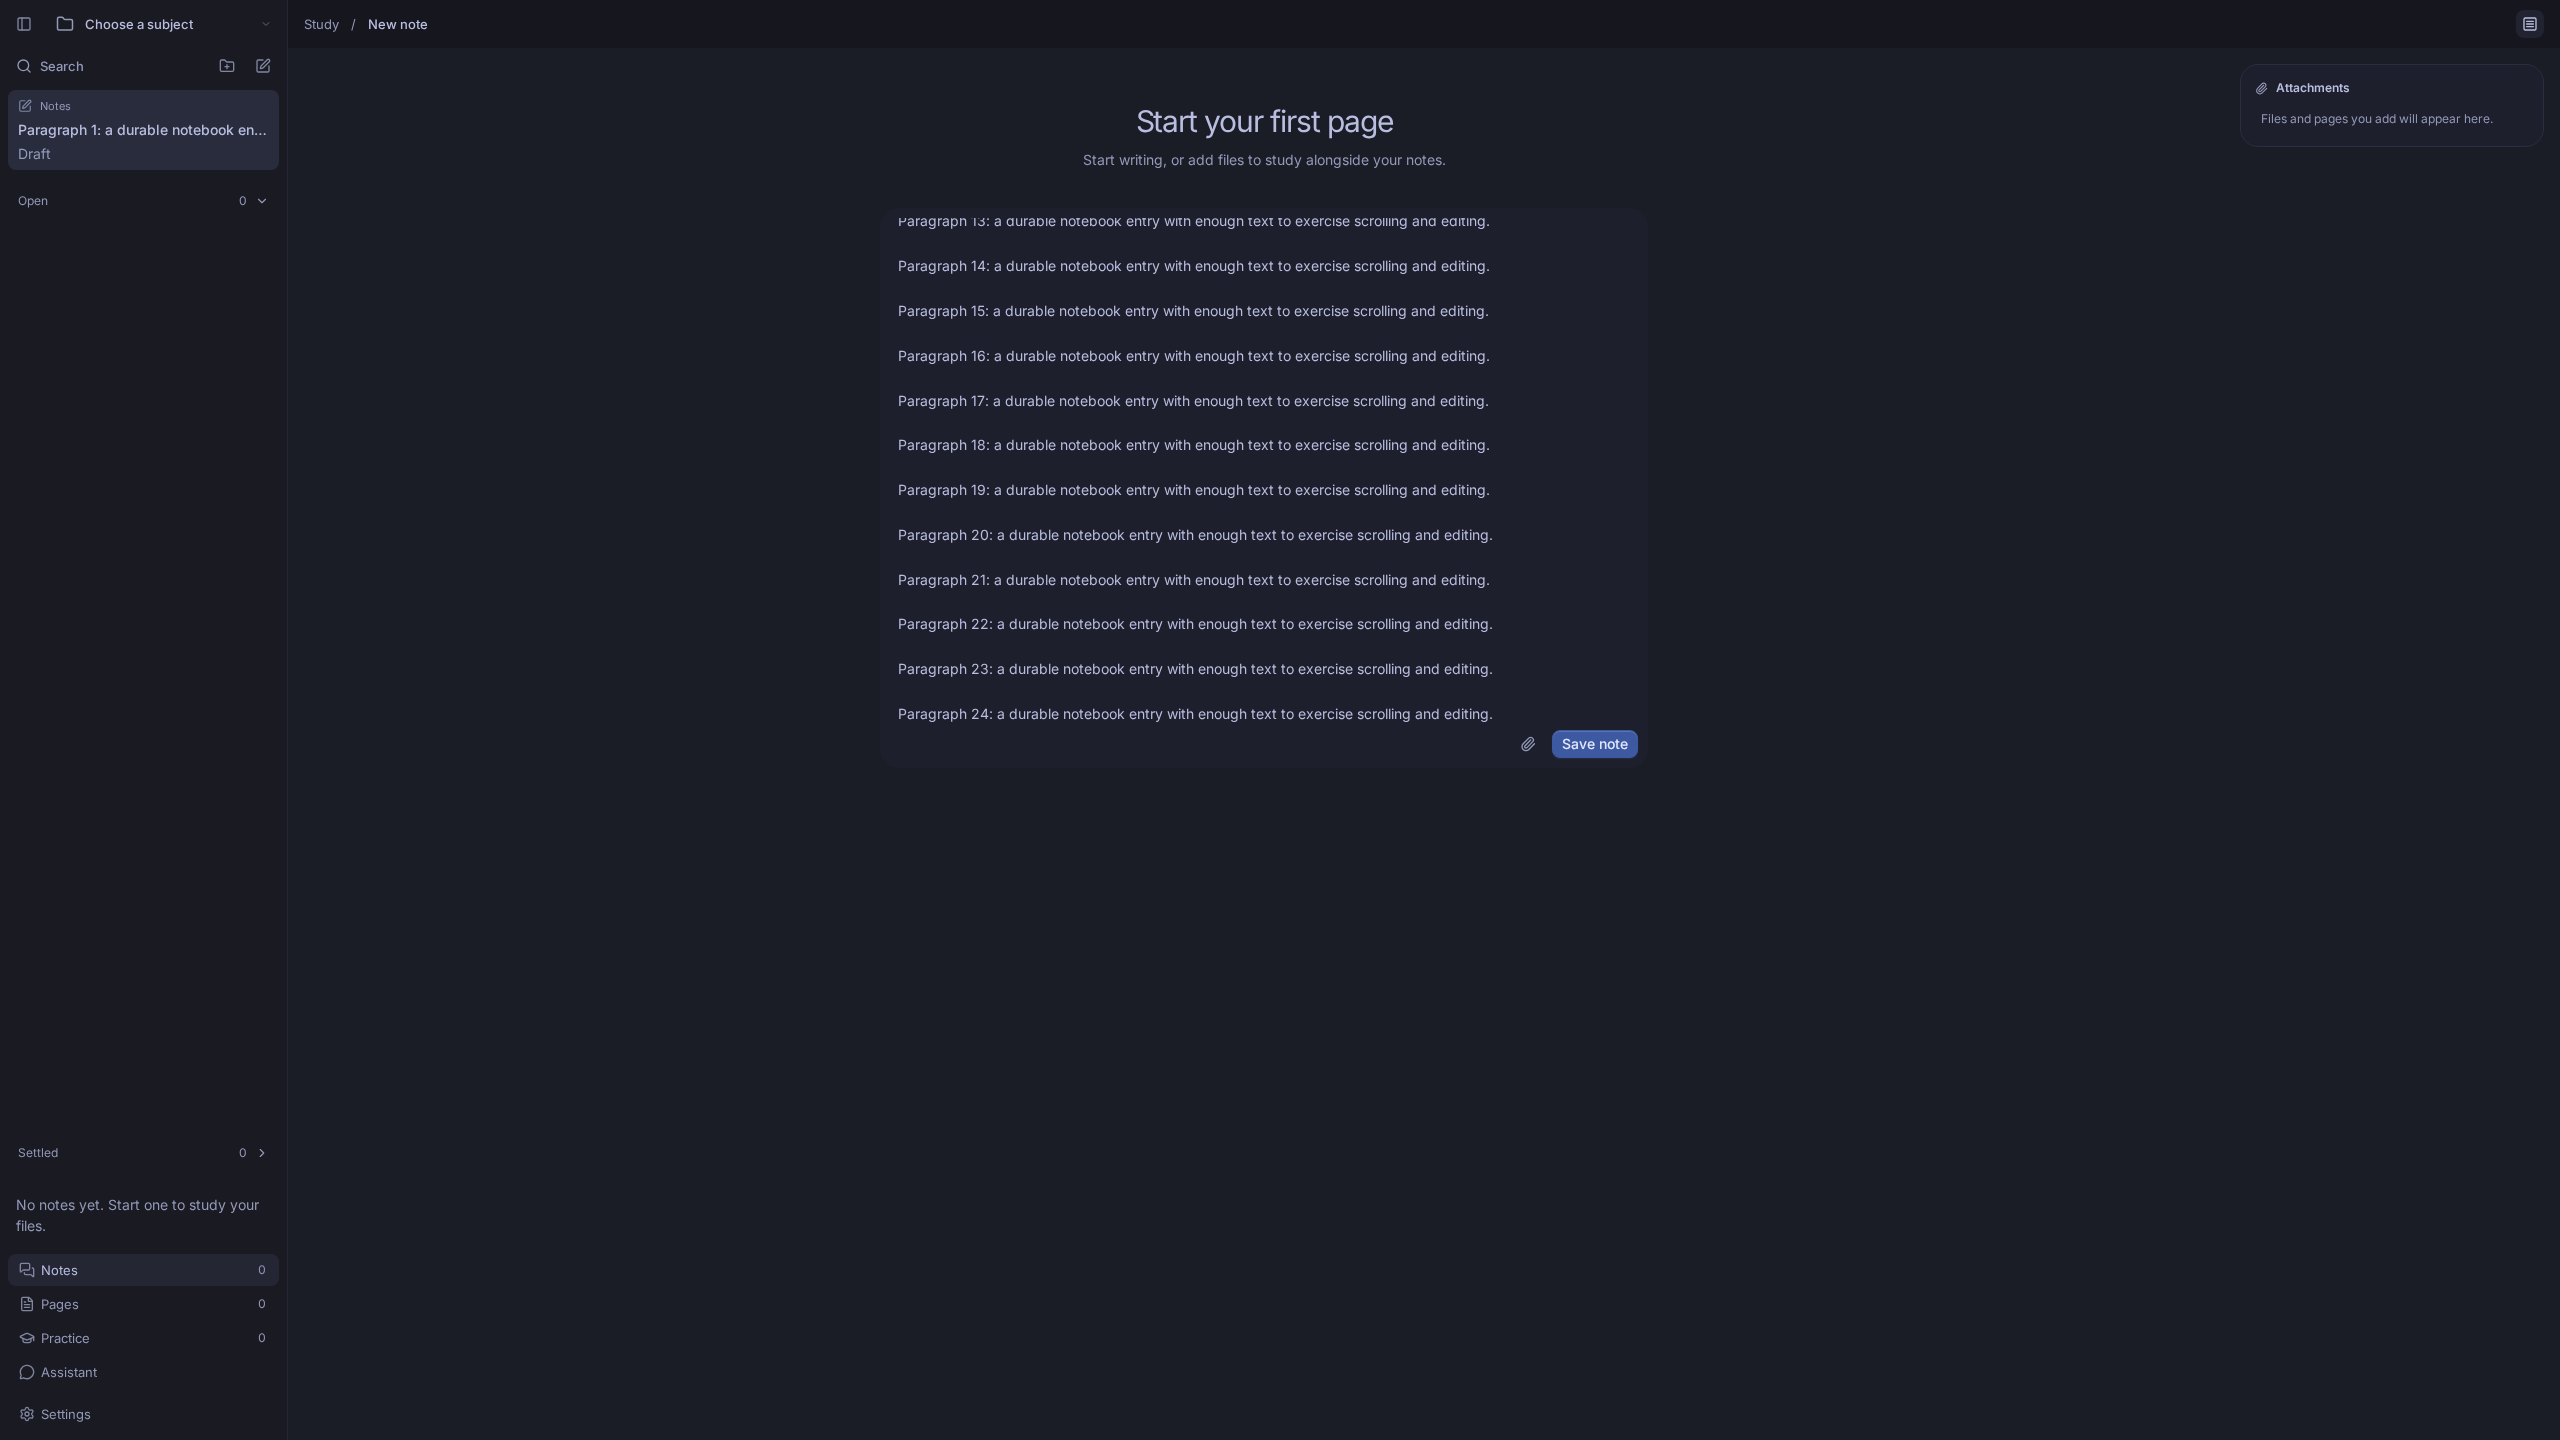 Choose a subject
Study / New note
Search
Notes
Paragraph 1: a durable notebook en...
Draft
Open 0
Start your first page
Start writing, or add files to study alongside your notes.
Attachments
Files and pages you add will appear here.
Paragraph 13: a durable notebook entry with enough text to exercise scrolling and editing.
Paragraph 14: a durable notebook entry with enough text to exercise scrolling and editing.
Paragraph 15: a durable notebook entry with enough text to exercise scrolling and editing.
Paragraph 16: a durable notebook entry with enough text to exercise scrolling and editing.
Paragraph 17: a durable notebook entry with enough text to exercise scrolling and editing.
Paragraph 18: a durable notebook entry with enough text to exercise scrolling and editing.
Paragraph 19: a durable notebook entry with enough text to exercise scrolling and editing.
Paragraph 20: a durable notebook entry with enough text to exercise scrolling and editing.
Paragraph 21: a durable notebook entry with enough text to exercise scrolling and editing.
Paragraph 22: a durable notebook entry with enough text to exercise scrolling and editing.
Paragraph 23: a durable notebook entry with enough text to exercise scrolling and editing.
Paragraph 24: a durable notebook entry with enough text to exercise scrolling and editing.
Save note
Settled 0
No notes yet. Start one to study your
files.
Notes 0
Pages 0
Practice 0
Assistant
Settings